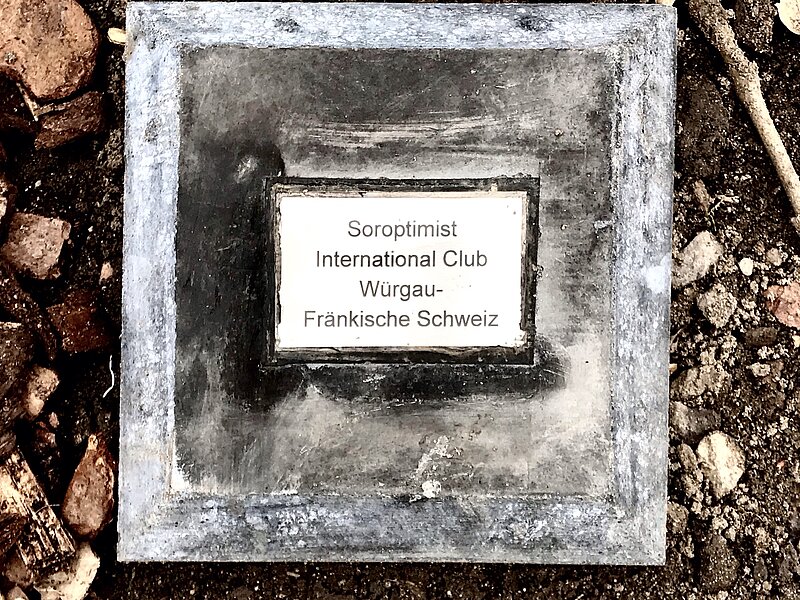 Soroptimist
International Club
Würgau-
Fränkische Schweiz